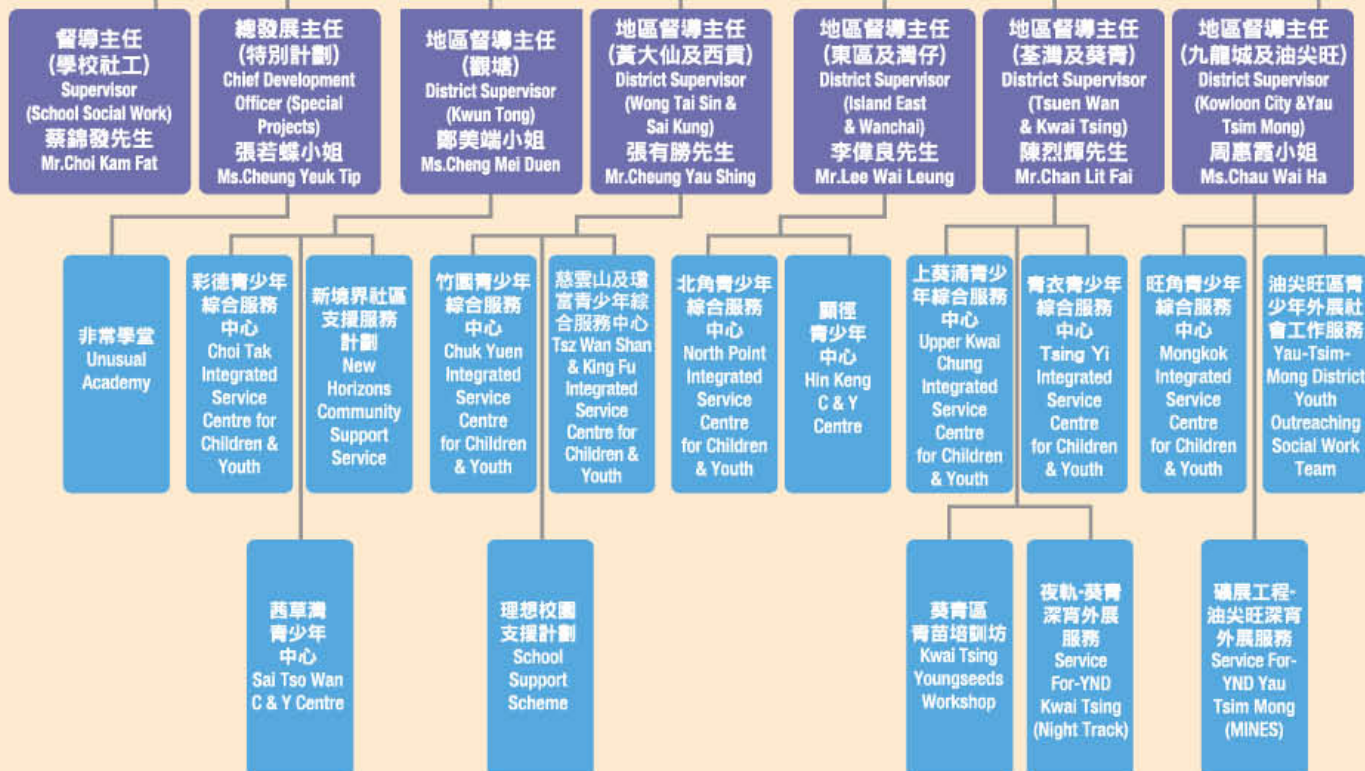 督導主任
(學校社工)
Supervisor
(School Social Work)
蔡錦發先生
Mr.Choi Kam Fat
總發展主任
(特別計劃)
Chief Development
Officer (Special
Projects)
張若蝶小姐
Ms.Cheung Yeuk Tip
地區督導主任
(觀塘)
District Supervisor
(Kwun Tong)
鄭美端小姐
Ms.Cheng Mei Duen
地區督導主任
(黃大仙及西貢)
District Supervisor
(Wong Tai Sin &
Sai Kung)
張有勝先生
Mr.Cheung Yau Shing
地區督導主任
(東區及灣仔)
District Supervisor
(Island East
& Wanchai)
李偉良先生
Mr.Lee Wai Leung
地區督導主任
(荃灣及葵青)
District Supervisor
(Tsuen Wan
& Kwai Tsing)
陳烈輝先生
Mr.Chan Lit Fai
地區督導主任
(九龍城及油尖旺)
District Supervisor
(Kowloon City &Yau
Tsim Mong)
周惠霞小姐
Ms.Chau Wai Ha
非常學堂
Unusual
Academy
彩德青少年
綜合服務
中心
Choi Tak
Integrated
Service
Centre for
Children &
Youth
新境界社區
支援服務
計劃
New
Horizons
Community
Support
Service
竹園青少年
綜合服務
中心
Chuk Yuen
Integrated
Service
Centre
for Children
& Youth
慈雲山及瓊
富青少年綜
合服務中心
Tsz Wan Shan
& King Fu
Integrated
Service
Centre for
Children &
Youth
北角青少年
綜合服務
中心
North Point
Integrated
Service
Centre
for Children
& Youth
顯徑
青少年
中心
Hin Keng
C & Y
Centre
上葵涌青少
年綜合服務
中心
Upper Kwai
Chung
Integrated
Service
Centre
for Children
& Youth
青衣青少年
綜合服務
中心
Tsing Yi
Integrated
Service
Centre
for Children
& Youth
旺角青少年
綜合服務
中心
Mongkok
Integrated
Service
Centre
for Children
& Youth
油尖旺區青
少年外展社
會工作服務
Yau-Tsim-
Mong District
Youth
Outreaching
Social Work
Team
茜草灣
青少年
中心
Sai Tso Wan
C & Y Centre
理想校園
支援計劃
School
Support
Scheme
葵青區
青苗培訓坊
Kwai Tsing
Youngseeds
Workshop
夜軌-葵青
深宵外展
服務
Service
For-YND
Kwai Tsing
(Night Track)
礦展工程-
油尖旺深宵
外展服務
Service For-
YND Yau
Tsim Mong
(MINES)